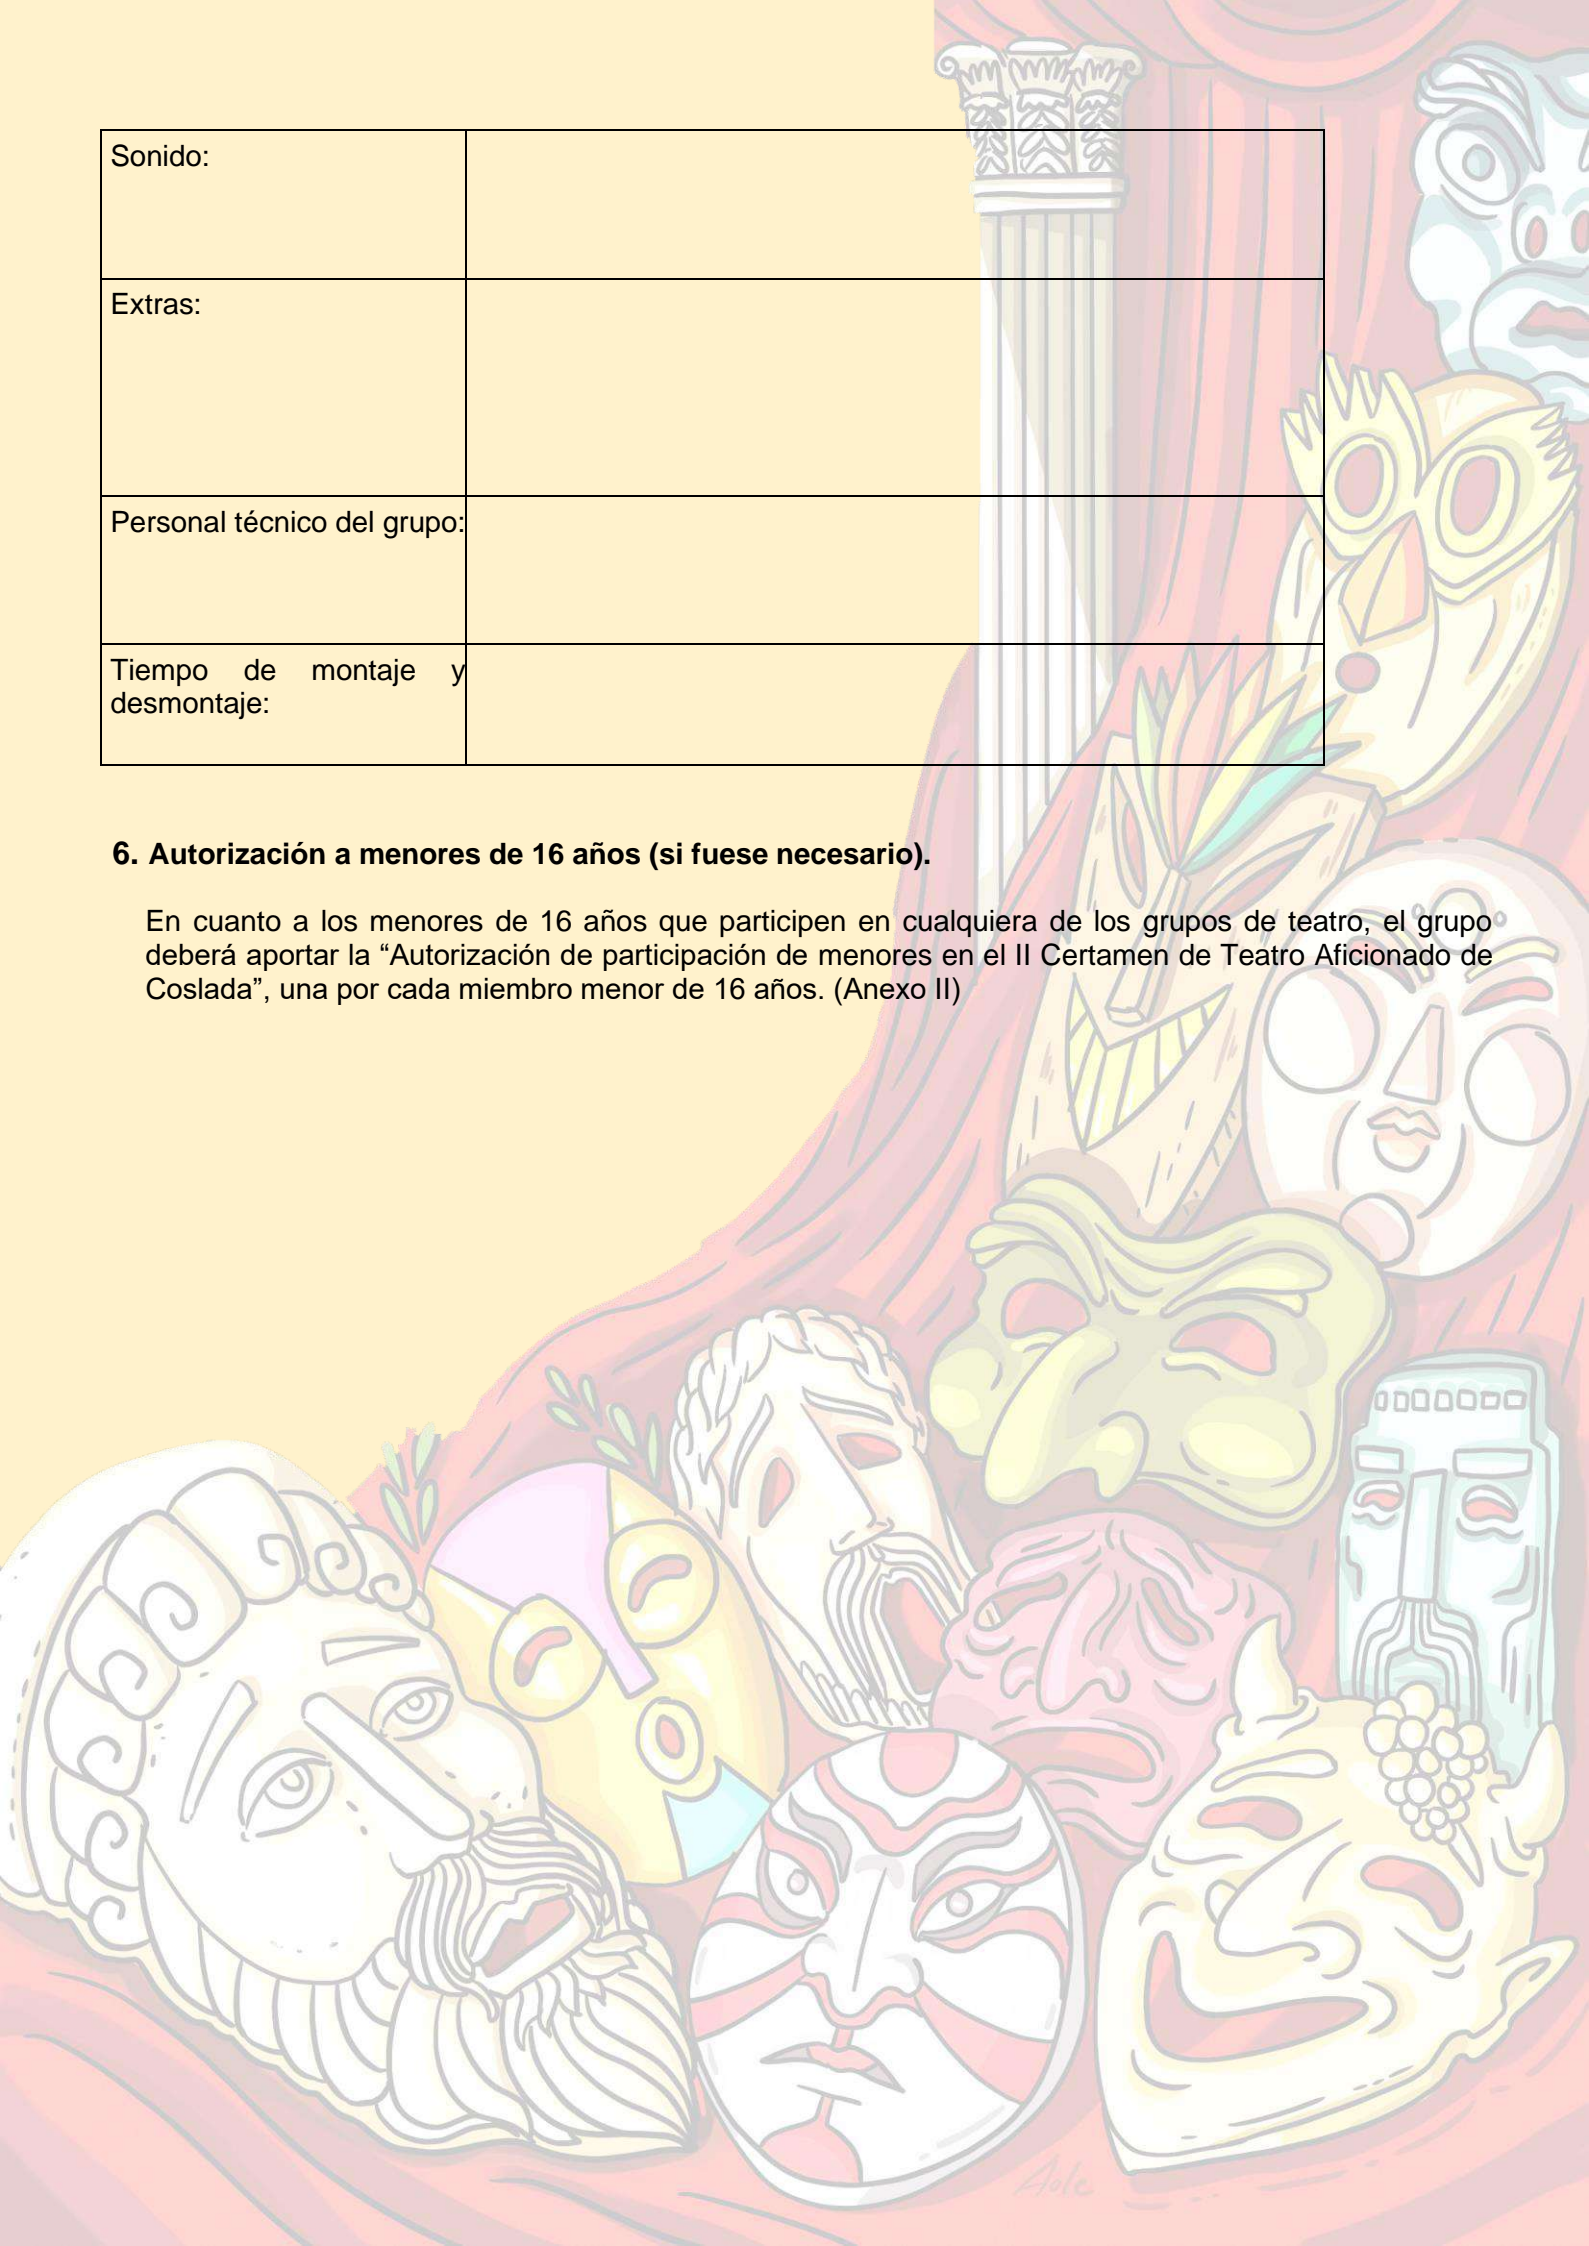 Sonido:
Extras:
Personal técnico del grupo:
Tiempo de montaje y
desmontaje:
6. Autorización a menores de 16 años (si fuese necesario).
En cuanto a los menores de 16 años que participen en cualquiera de los grupos de teatro, el grupo
deberá aportar la “Autorización de participación de menores en el II Certamen de Teatro Aficionado de
Coslada”, una por cada miembro menor de 16 años. (Anexo II)